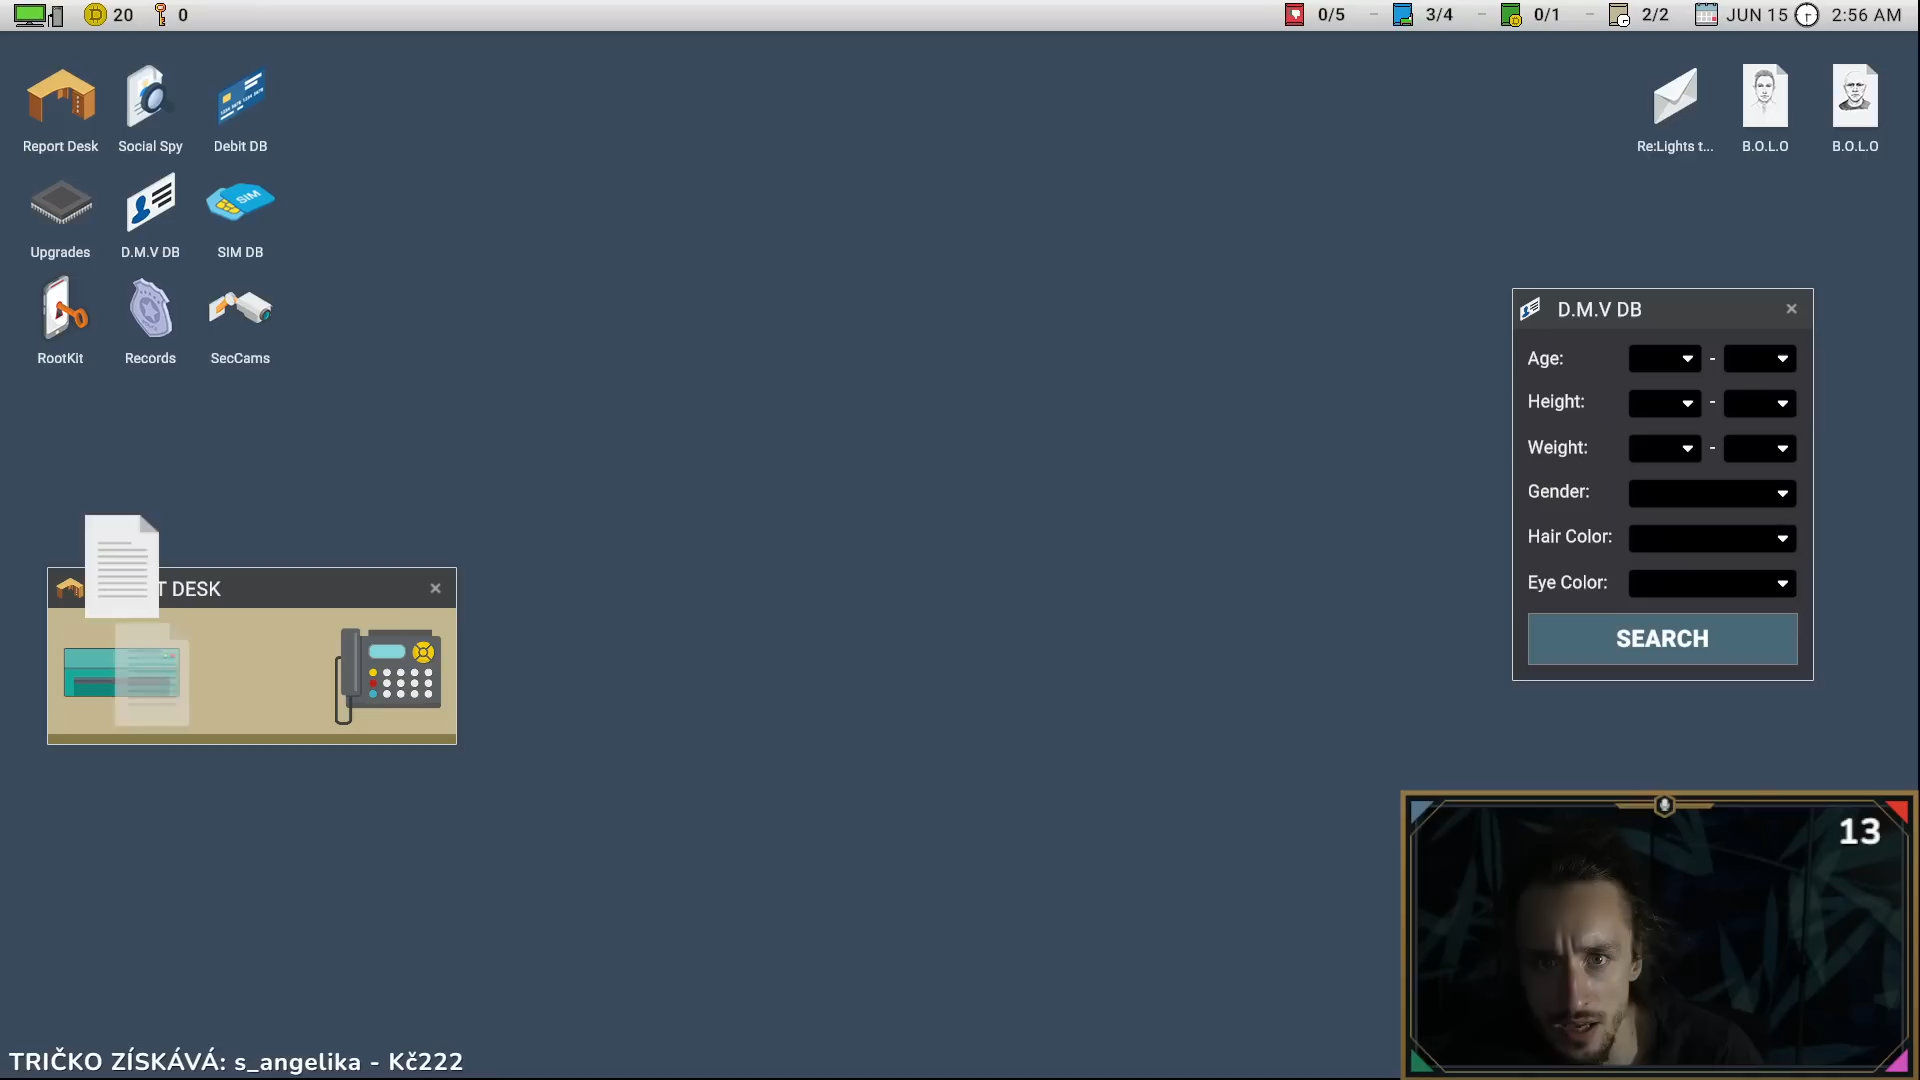 20
0
0/5
3/4
0/1
2/2
JUN 15
2:56 AM
Report Desk
Social Spy
Debit DB
Re:Lights t...
B.O.L.O
B.O.L.O
Upgrades
D.M.V DB
SIM DB
SIM
RootKit
Records
SecCams
D.M.V DB
Age:
Height:
Weight:
Gender:
Hair Color:
Eye Color:
SEARCH
T DESK
13
TRIČKO ZÍSKÁVÁ: s_angelika - Kč222